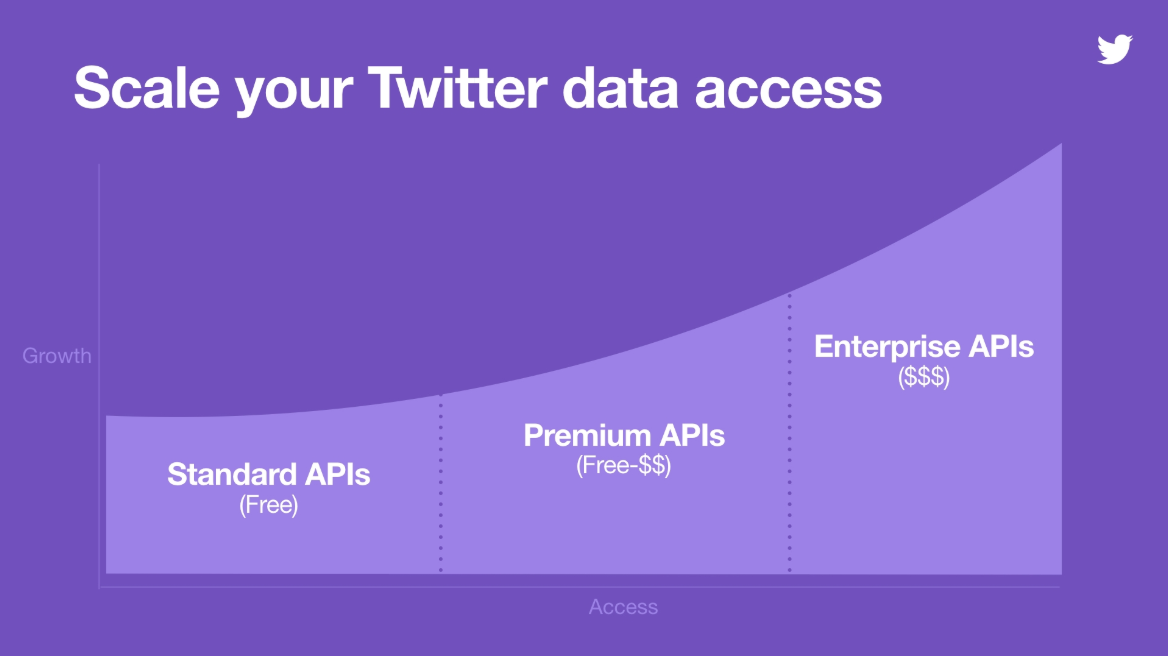 Scale your Twitter data access
Growth
Standard APIs
(Free)
Premium APIs
(Free-$$)
Enterprise APIs
($$$)
Access